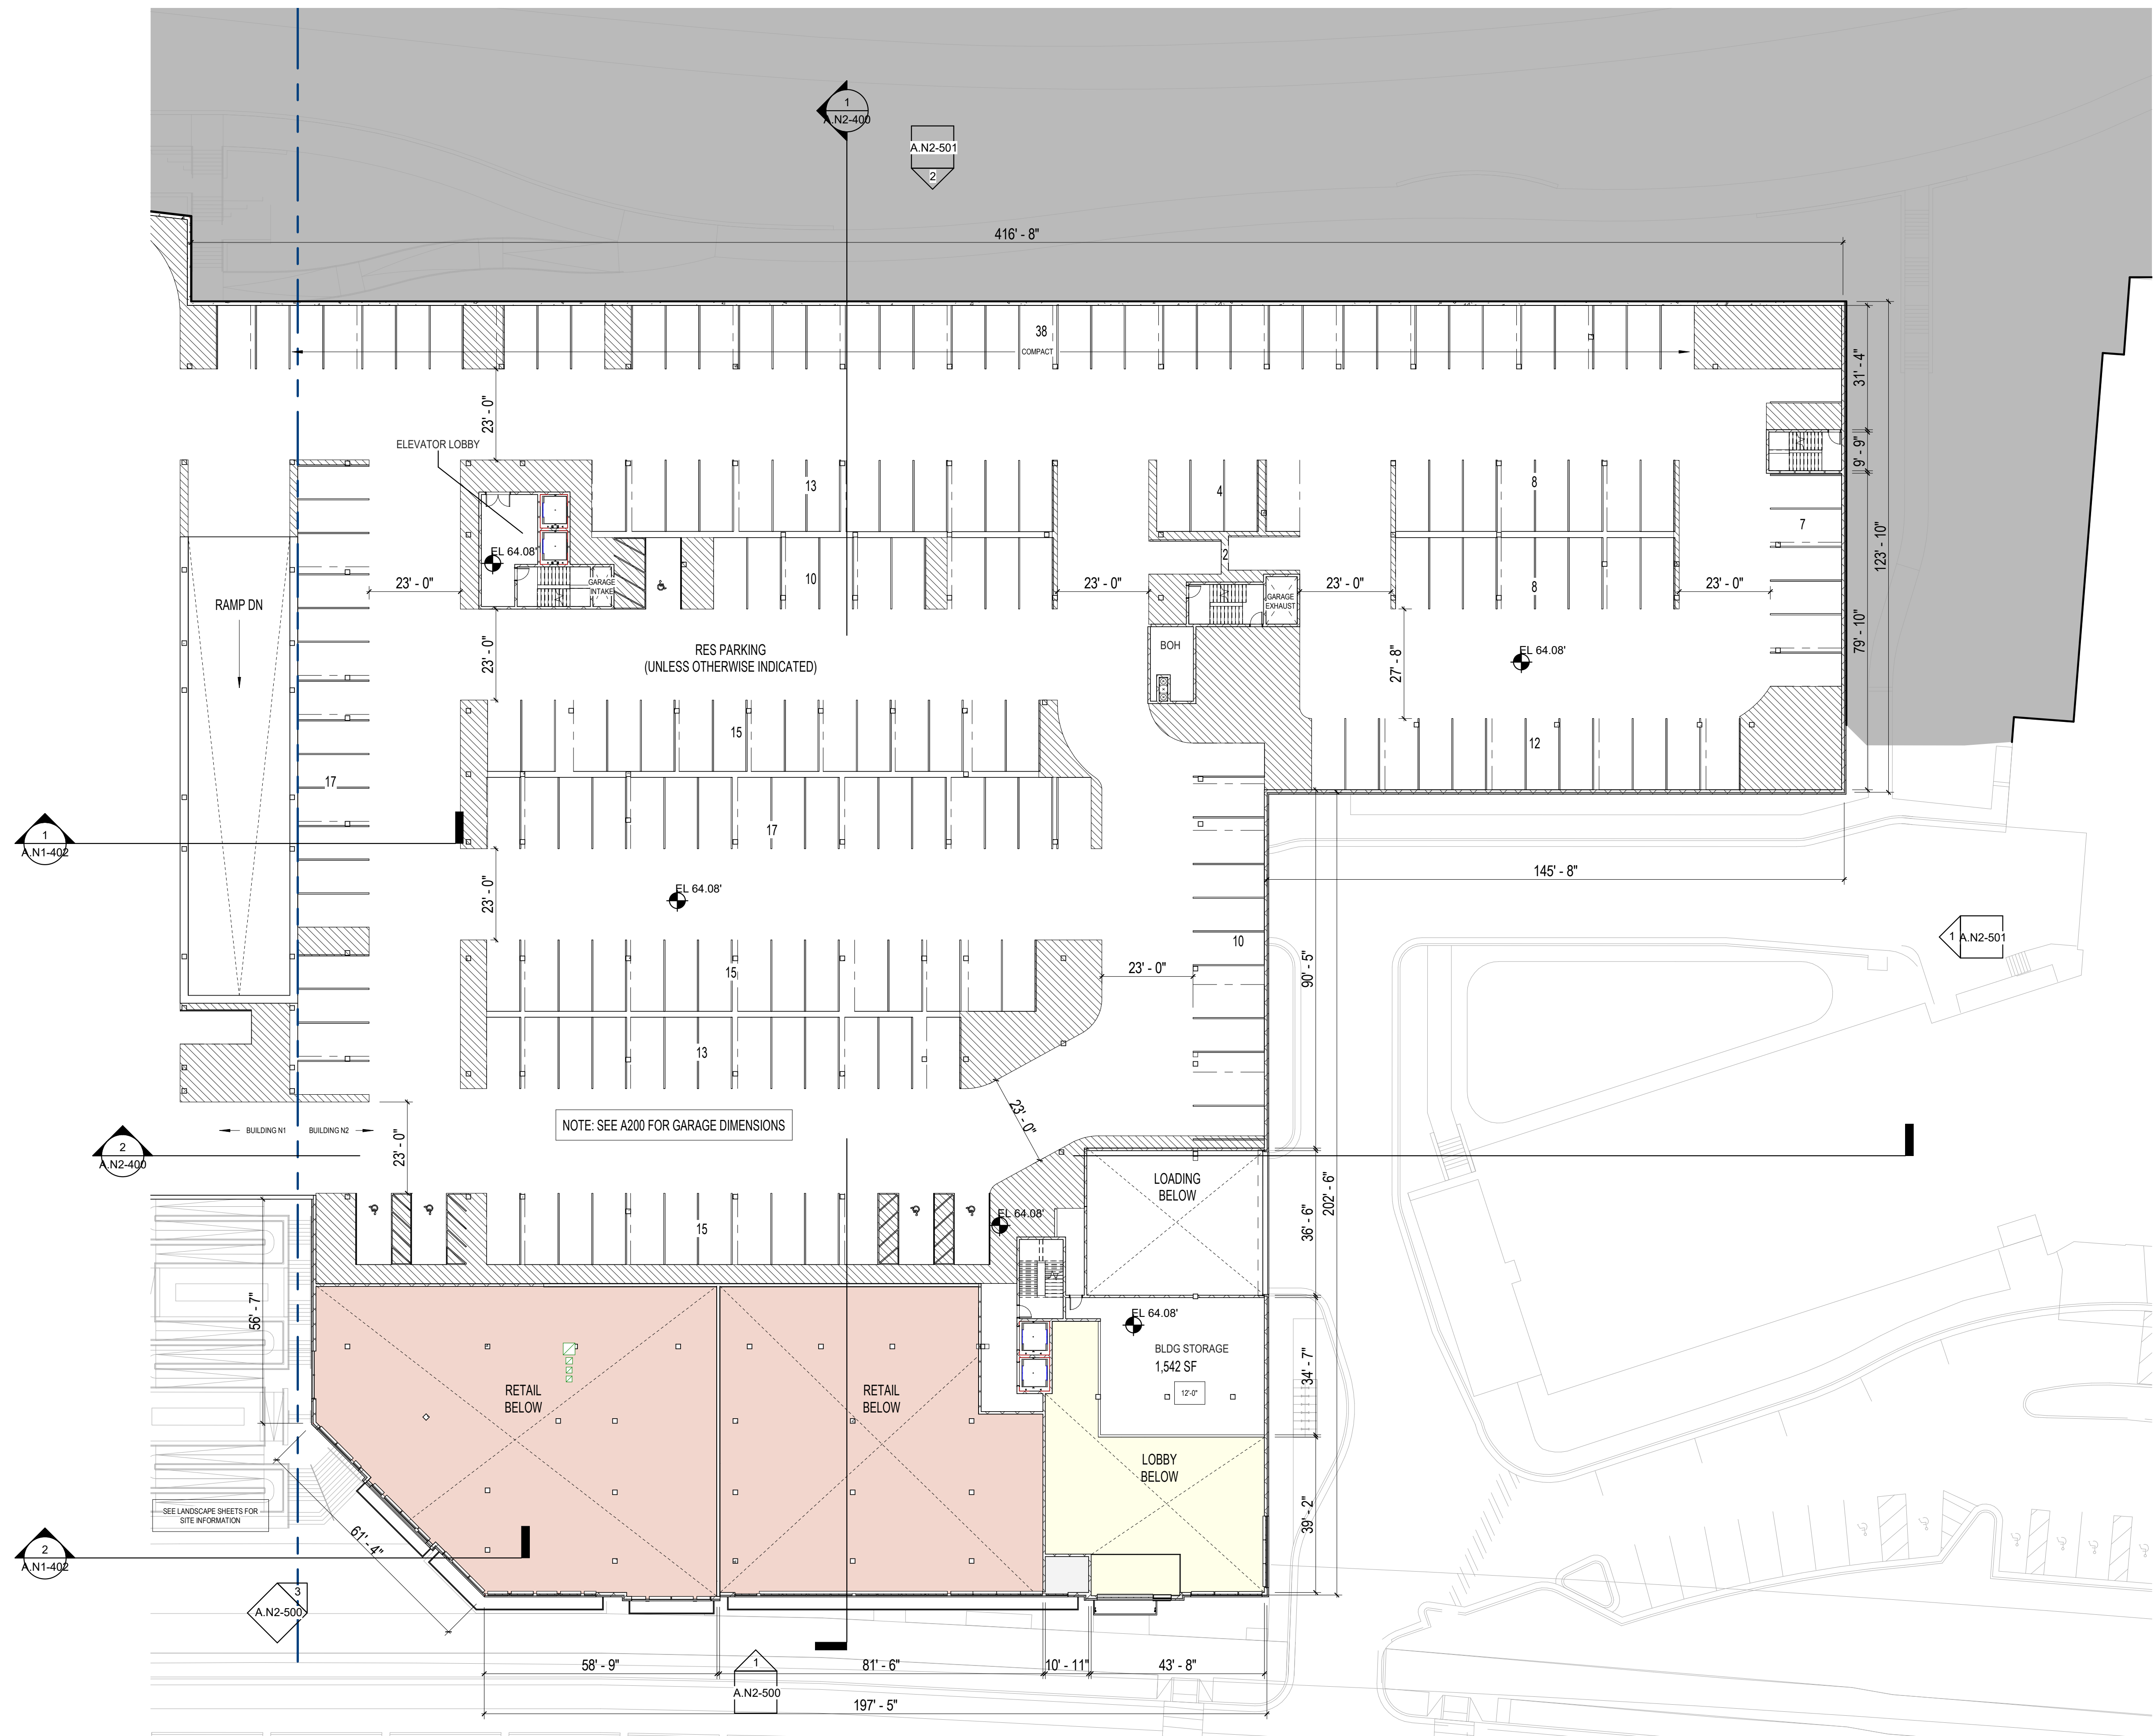 1
A.N2-400
A.N2-501
2
416' - 8"
38
COMPACT
31' - 4"
23' - 0"
ELEVATOR LOBBY
9' - 9"
13
4
8
7
123' - 10"
EL 64.08'
2
10
8
GARAGE
INTAKE
23' - 0"
23' - 0"
23' - 0"
23' - 0"
GARAGE
EXHAUST
RAMP DN
79' - 10"
RES PARKING
(UNLESS OTHERWISE INDICATED)
BOH
23' - 0"
27' - 8"
EL 64.08'
15
12
17
17
1
A.N1-402
145' - 8"
EL 64.08'
23' - 0"
10
1
A.N2-501
15
23' - 0"
90' - 5"
13
NOTE: SEE A200 FOR GARAGE DIMENSIONS
23' - 0"
BUILDING N1
BUILDING N2
23' - 0"
2
A.N2-400
LOADING
BELOW
36' - 6"
202' - 6"
15
EL 64.08'
56' - 7"
EL 64.08'
BLDG STORAGE
1,542 SF
12'-0"
34' - 7"
RETAIL
BELOW
RETAIL
BELOW
LOBBY
BELOW
39' - 2"
SEE LANDSCAPE SHEETS FOR
SITE INFORMATION
61' - 4"
2
A.N1-402
3
A.N2-500
58' - 9"
81' - 6"
10' - 11"
43' - 8"
1
A.N2-500
197' - 5"